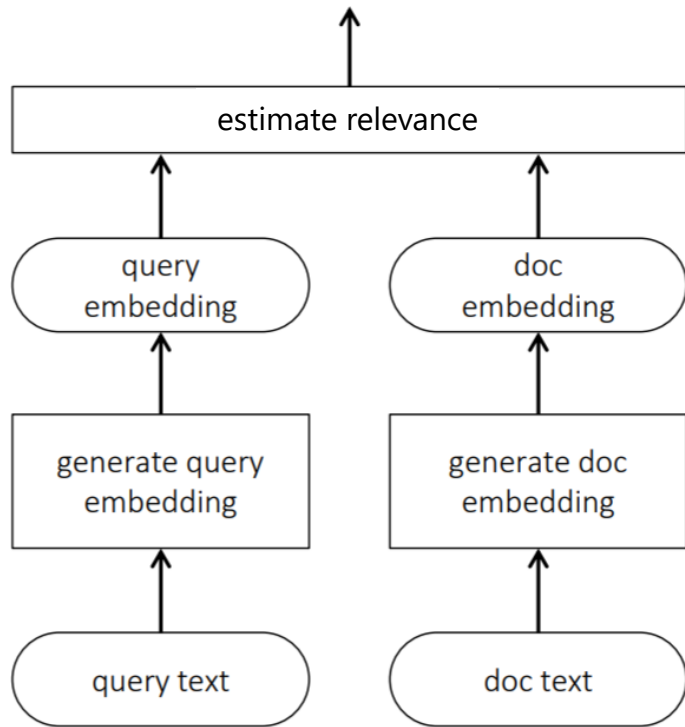 estimate relevance
query
embedding
doc
embedding
generate query
embedding
generate doc
embedding
query text
doc text